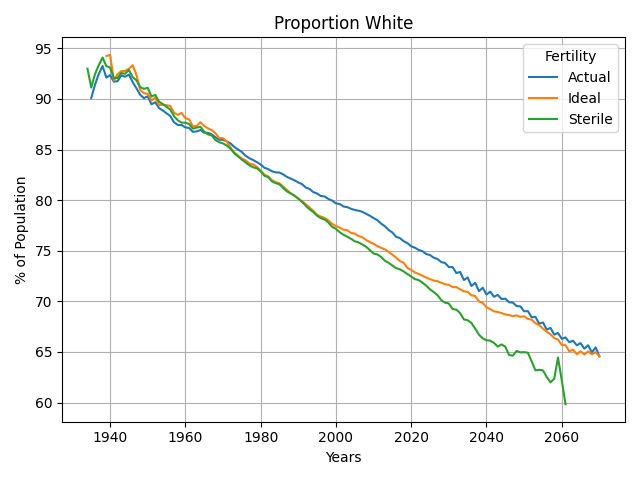 Proportion White
95
90
85
80
75
70
65
60
% of Population
1940
1960
1980
2000
2020
2040
2060
Years
Fertility
Actual
Ideal
Sterile